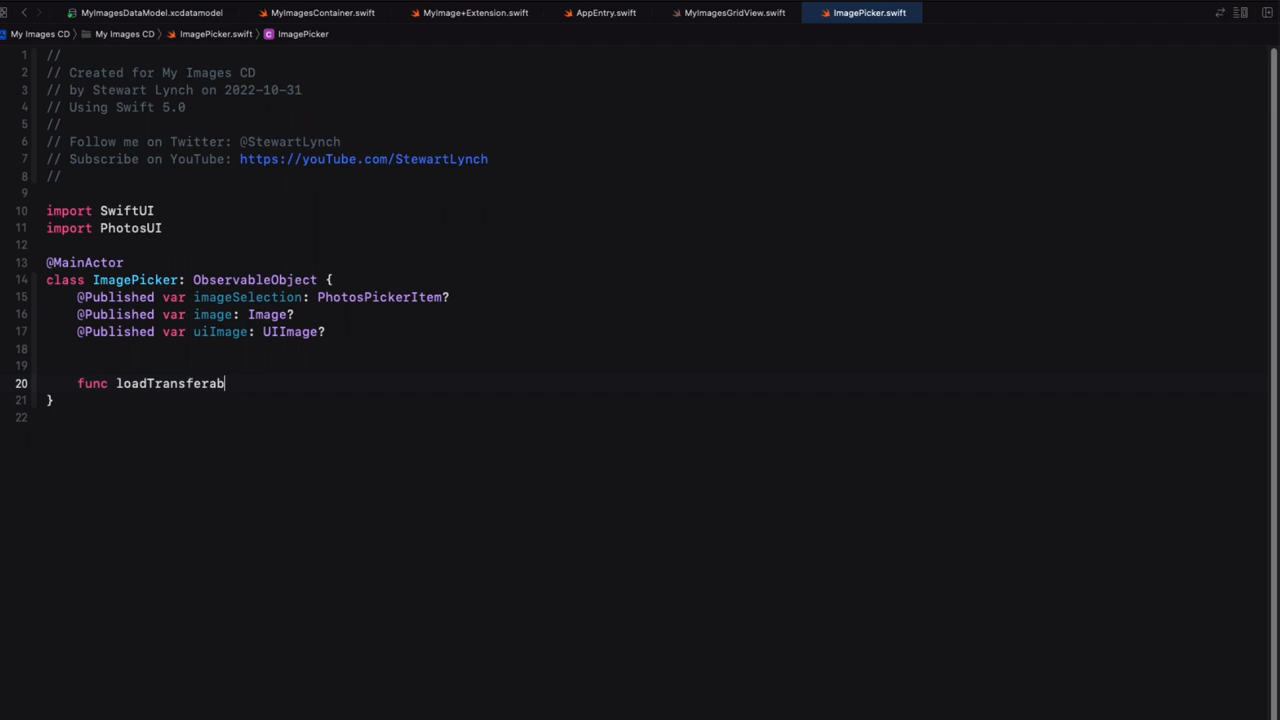 MyImagesDataModel.xcdatamodel MyImagesContainer.swift MyImage+Extension.swift AppEntry.swift MyImagesGridView.swift ImagePicker.swift
My Images CD My Images CD ImagePicker.swift C ImagePicker
1 //
2 // Created for My Images CD
3 // by Stewart Lynch on 2022-10-31
4 // Using Swift 5.0
5 //
6 // Follow me on Twitter: @StewartLynch
7 // Subscribe on YouTube: https://youTube.com/StewartLynch
8 //
9
10 import SwiftUI
11 import PhotosUI
12
13 @MainActor
14 class ImagePicker: ObservableObject {
15 @Published var imageSelection: PhotosPickerItem?
16 @Published var image: Image?
17 @Published var uiImage: UIImage?
18
19
20 func loadTransferab
21 }
22